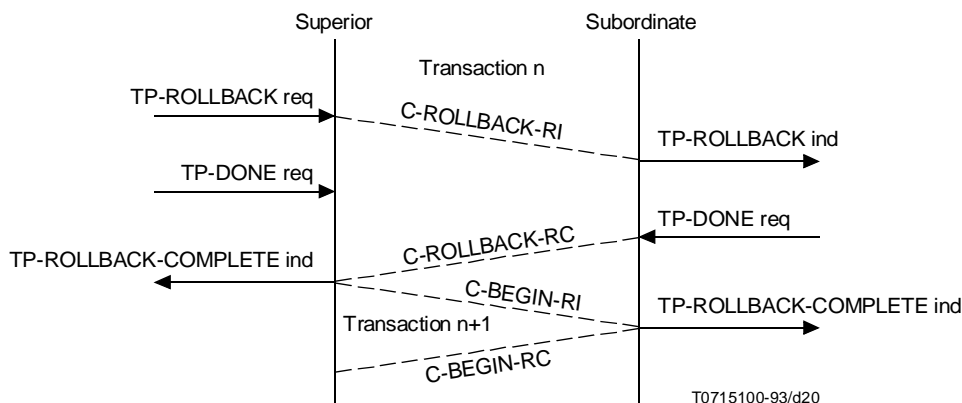 Superior
Subordinate
Transaction n
TP-ROLLBACK req
C-ROLLBACK-RI
TP-ROLLBACK ind
TP-DONE req
TP-DONE req
C-ROLLBACK-RC
TP-ROLLBACK-COMPLETE ind
C-BEGIN-RI
TP-ROLLBACK-COMPLETE ind
Transaction n+1
C-BEGIN-RC
T0715100-93/d20